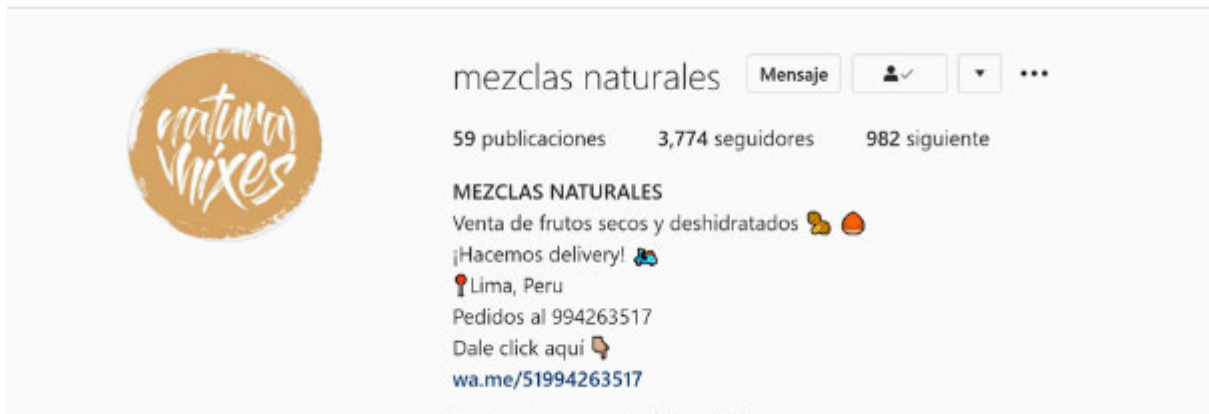 natura
mixes
mezclas naturales Mensaje
59 publicaciones 3,774 seguidores 982 siguiente
MEZCLAS NATURALES
Venta de frutos secos y deshidratados 🥜 🌰
¡Hacemos delivery! 🛵
📍Lima, Peru
Pedidos al 994263517
Dale click aquí 👇🏽
wa.me/51994263517